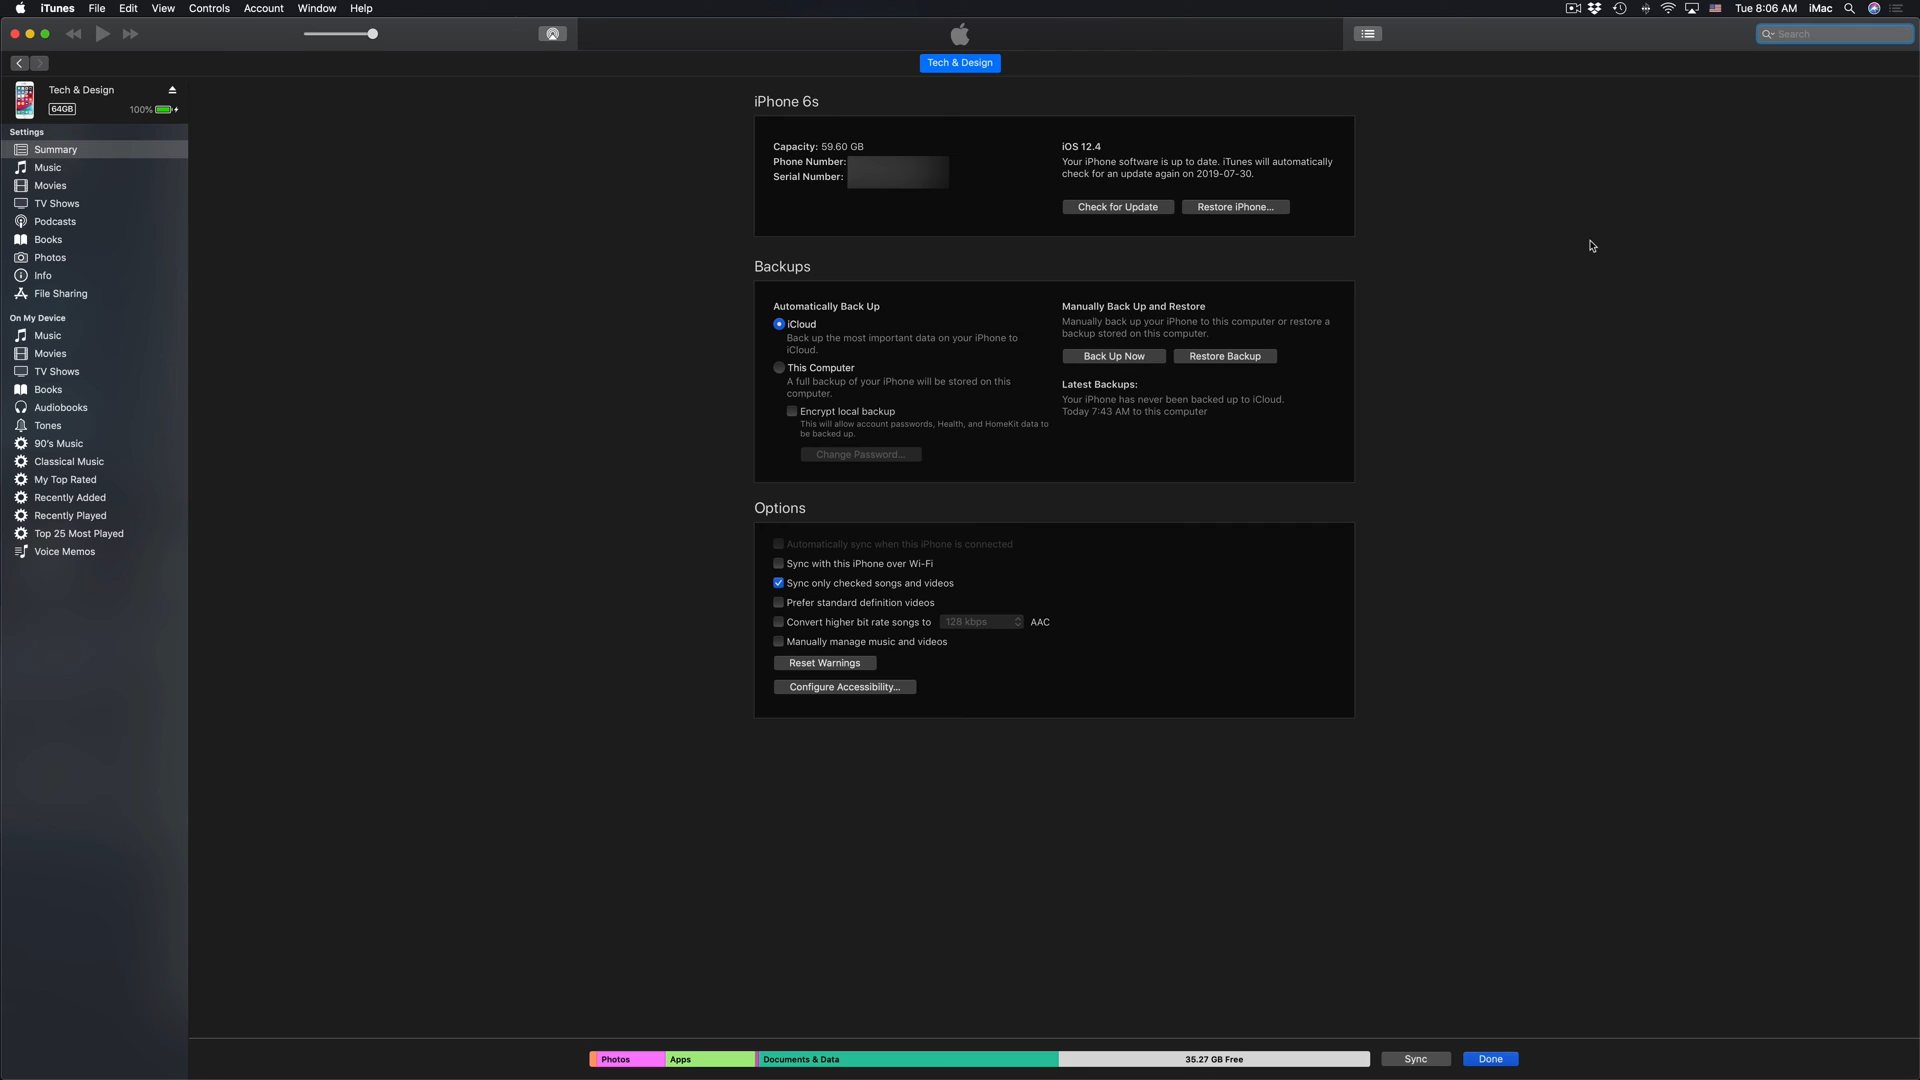 iTunes File Edit View Controls Account Window Help
Tue 8:06 AM iMac
Search
Tech & Design
Tech & Design
64GB
100%
Settings
Summary
Music
Movies
TV Shows
Podcasts
Books
Photos
Info
File Sharing
On My Device
Music
Movies
TV Shows
Books
Audiobooks
Tones
90's Music
Classical Music
My Top Rated
Recently Added
Recently Played
Top 25 Most Played
Voice Memos
iPhone 6s
Capacity: 59.60 GB
Phone Number:
Serial Number:
iOS 12.4
Your iPhone software is up to date. iTunes will automatically
check for an update again on 2019-07-30.
Check for Update Restore iPhone...
Backups
Automatically Back Up
iCloud
Back up the most important data on your iPhone to
iCloud.
This Computer
A full backup of your iPhone will be stored on this
computer.
Encrypt local backup
This will allow account passwords, Health, and HomeKit data to
be backed up.
Change Password...
Manually Back Up and Restore
Manually back up your iPhone to this computer or restore a
backup stored on this computer.
Back Up Now Restore Backup
Latest Backups:
Your iPhone has never been backed up to iCloud.
Today 7:43 AM to this computer
Options
Automatically sync when this iPhone is connected
Sync with this iPhone over Wi-Fi
Sync only checked songs and videos
Prefer standard definition videos
Convert higher bit rate songs to 128 kbps AAC
Manually manage music and videos
Reset Warnings
Configure Accessibility...
Photos Apps Documents & Data 35.27 GB Free Sync Done